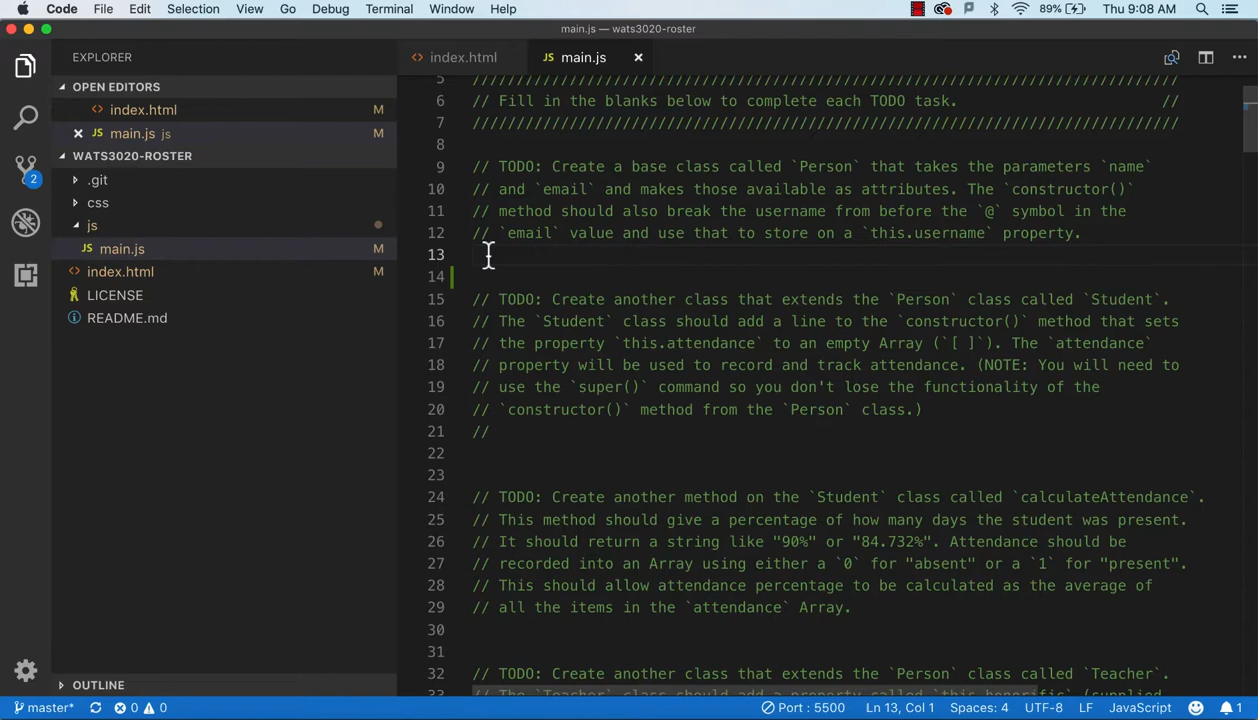 Code File Edit Selection View Go Debug Terminal Window Help 89% Thu 9:08 AM
main.js — wats3020-roster
EXPLORER
OPEN EDITORS
<> index.html M
× JS main.js js M
WATS3020-ROSTER
.git
css
js
JS main.js M
<> index.html M
LICENSE
README.md
2
OUTLINE
<> index.html JS main.js ×
5 ////////////////////////////////////////////////////////////////////////////////
6 // Fill in the blanks below to complete each TODO task. //
7 ////////////////////////////////////////////////////////////////////////////////
8
9 // TODO: Create a base class called `Person` that takes the parameters `name`
10 // and `email` and makes those available as attributes. The `constructor()`
11 // method should also break the username from before the `@` symbol in the
12 // `email` value and use that to store on a `this.username` property.
13
14
15 // TODO: Create another class that extends the `Person` class called `Student`.
16 // The `Student` class should add a line to the `constructor()` method that sets
17 // the property `this.attendance` to an empty Array (`[ ]`). The `attendance`
18 // property will be used to record and track attendance. (NOTE: You will need to
19 // use the `super()` command so you don't lose the functionality of the
20 // `constructor()` method from the `Person` class.)
21 //
22
23
24 // TODO: Create another method on the `Student` class called `calculateAttendance`.
25 // This method should give a percentage of how many days the student was present.
26 // It should return a string like "90%" or "84.732%". Attendance should be
27 // recorded into an Array using either a `0` for "absent" or a `1` for "present".
28 // This should allow attendance percentage to be calculated as the average of
29 // all the items in the `attendance` Array.
30
31
32 // TODO: Create another class that extends the `Person` class called `Teacher`.
33 // The `Teacher` class should add a property called `this.honorific` (supplied
master* 0 0 Port : 5500 Ln 13, Col 1 Spaces: 4 UTF-8 LF JavaScript 1